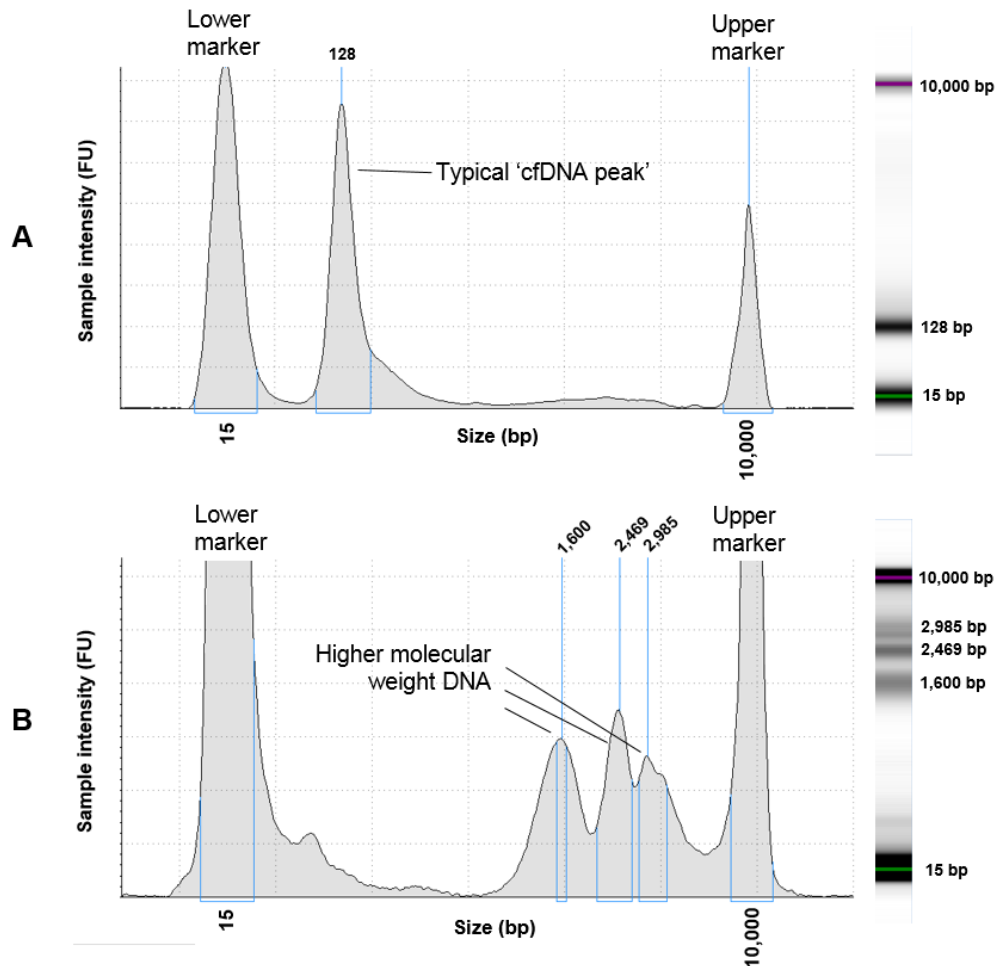 Lower
marker
128
Upper
marker
10,000 bp
Typical ‘cfDNA peak’
A
Sample intensity (FU)
128 bp
15 bp
15
Size (bp)
10,000
Lower
marker
1,600
2,469
2,985
Upper
marker
10,000 bp
2,985 bp
2,469 bp
1,600 bp
Higher molecular
weight DNA
B
Sample intensity (FU)
15 bp
15
Size (bp)
10,000